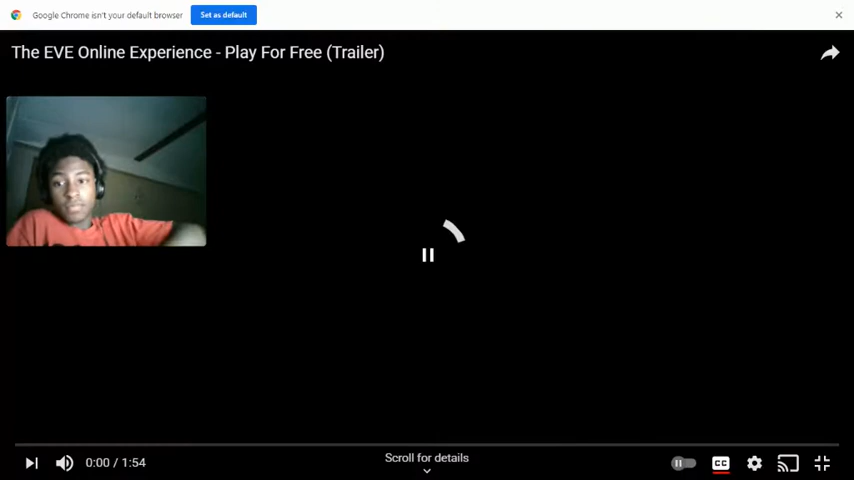 Google Chrome isn't your default browser
Set as default
The EVE Online Experience - Play For Free (Trailer)
0:00 / 1:54
Scroll for details
CC